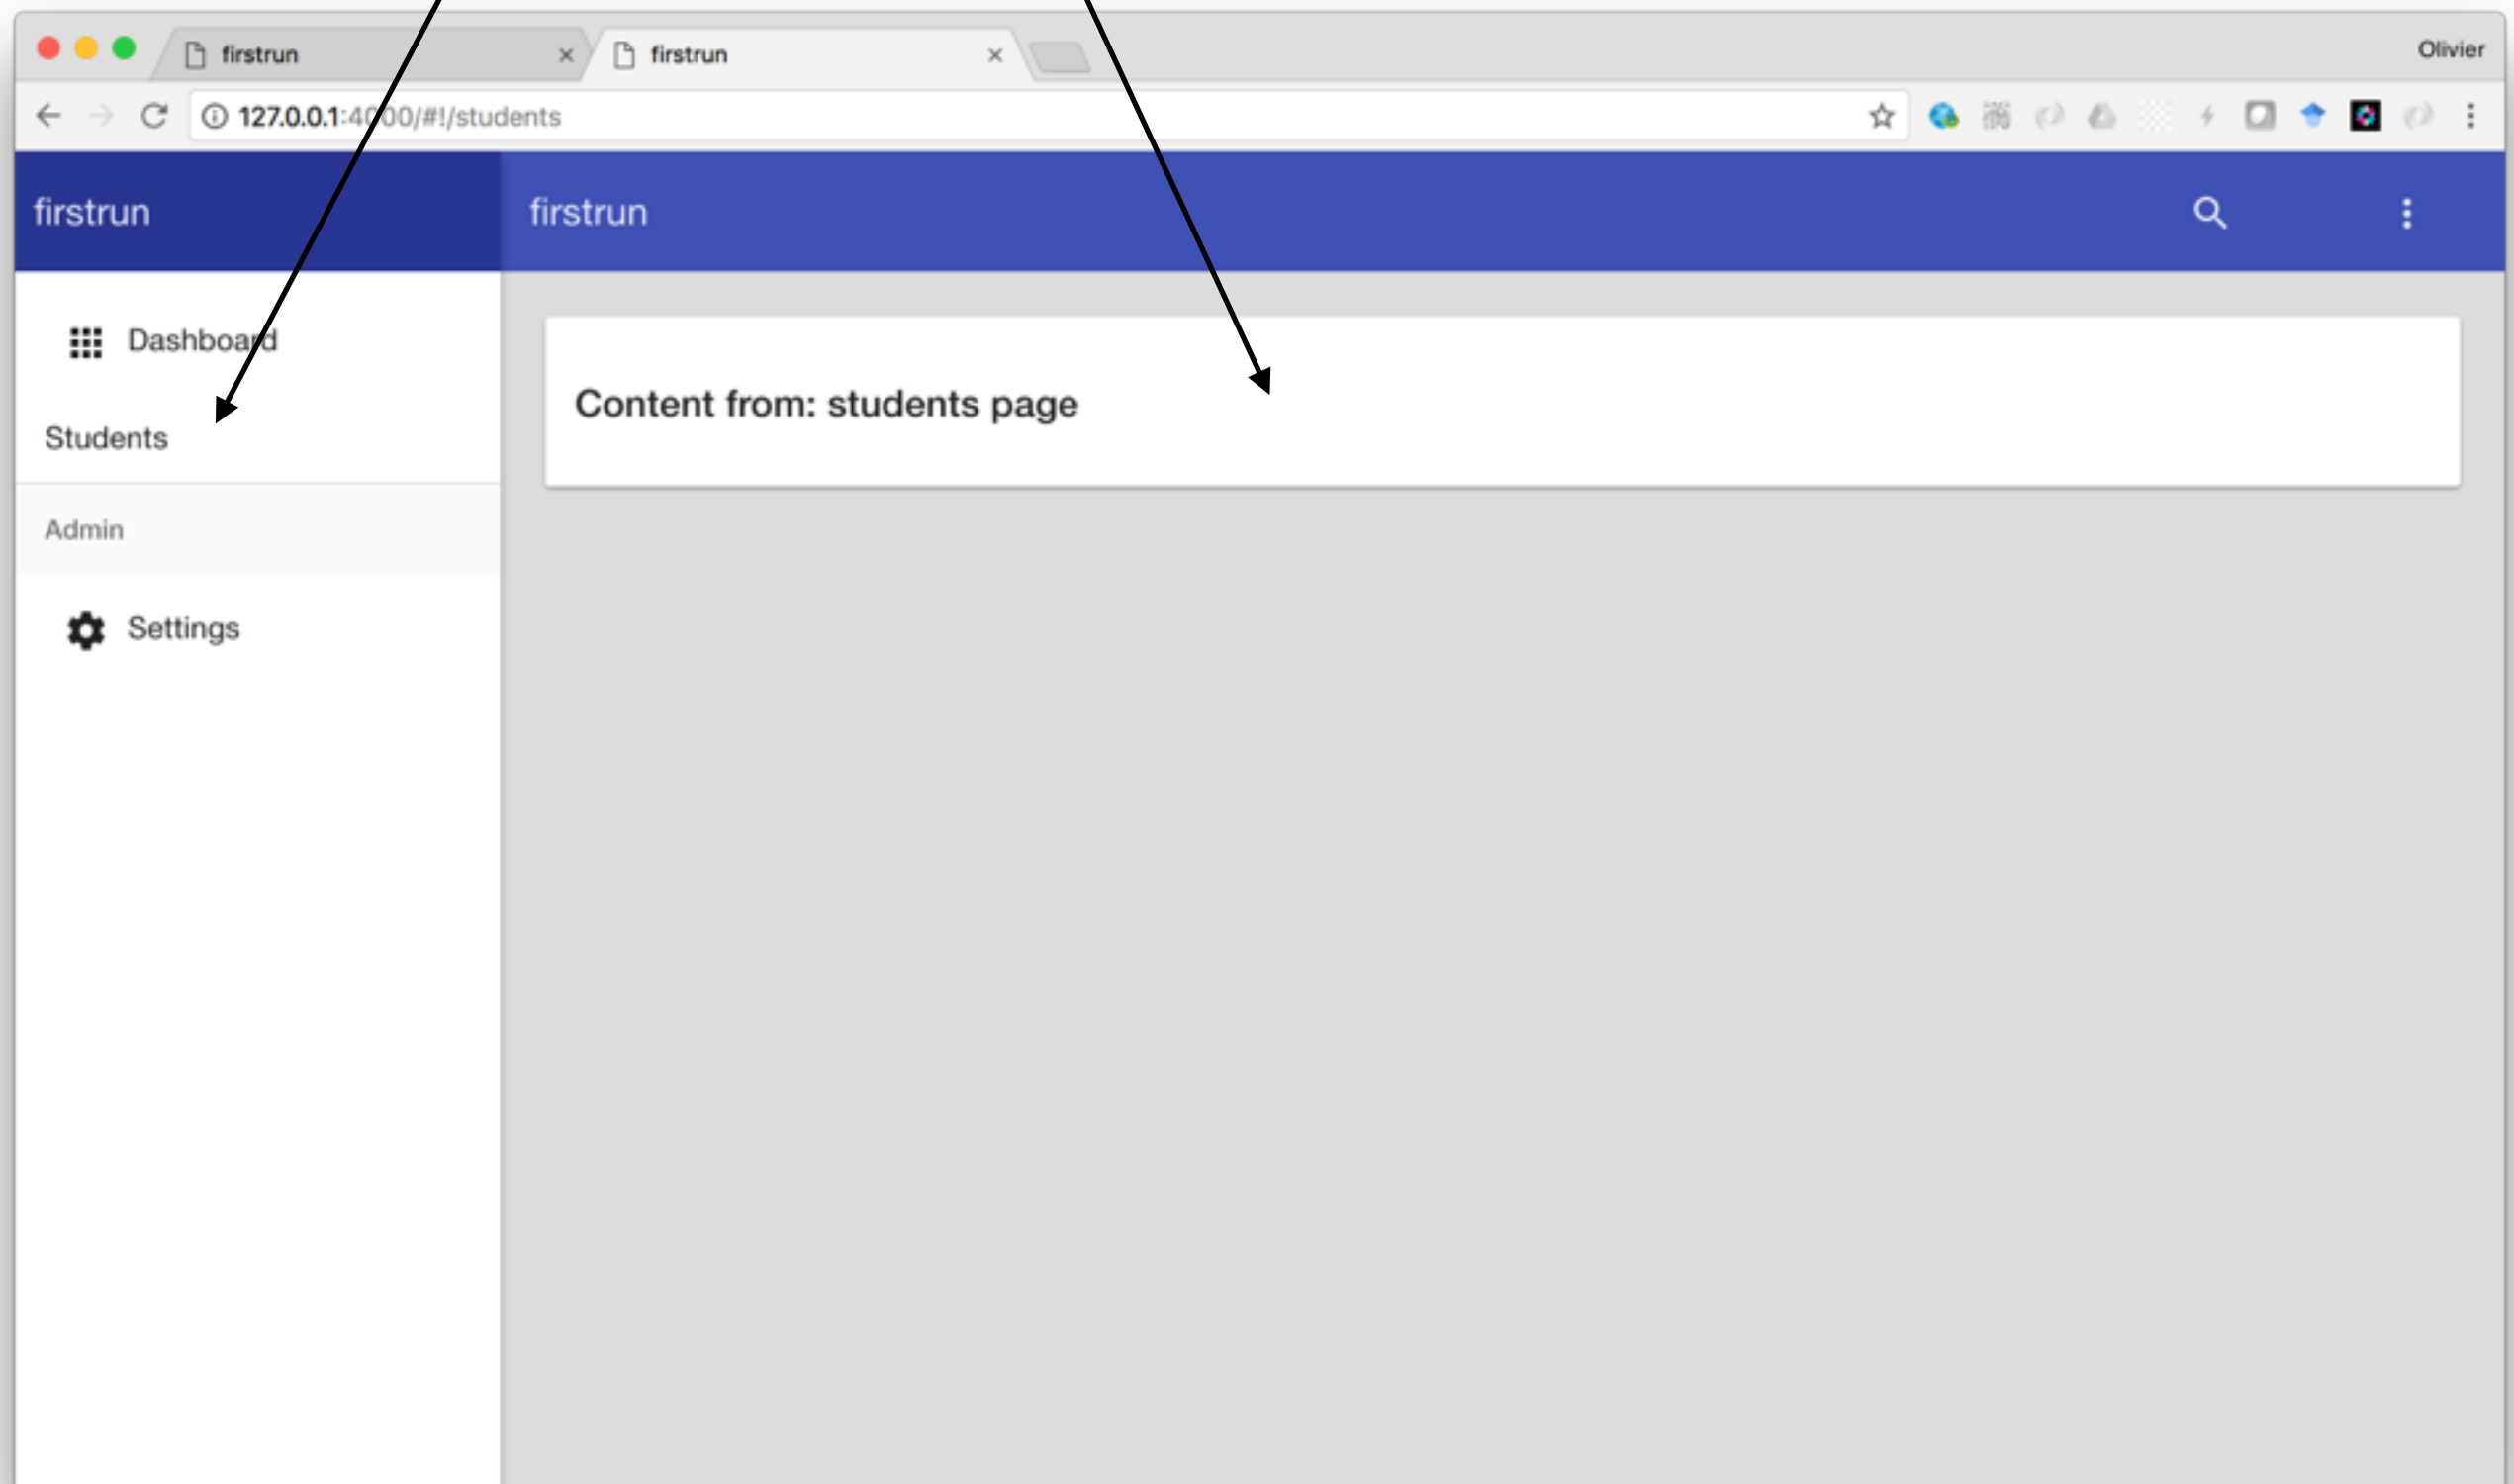 firstrun
firstrun
Olivier
127.0.0.1:4000/#!/students
firstrun
firstrun
Dashboard
Students
Admin
Settings
Content from: students page